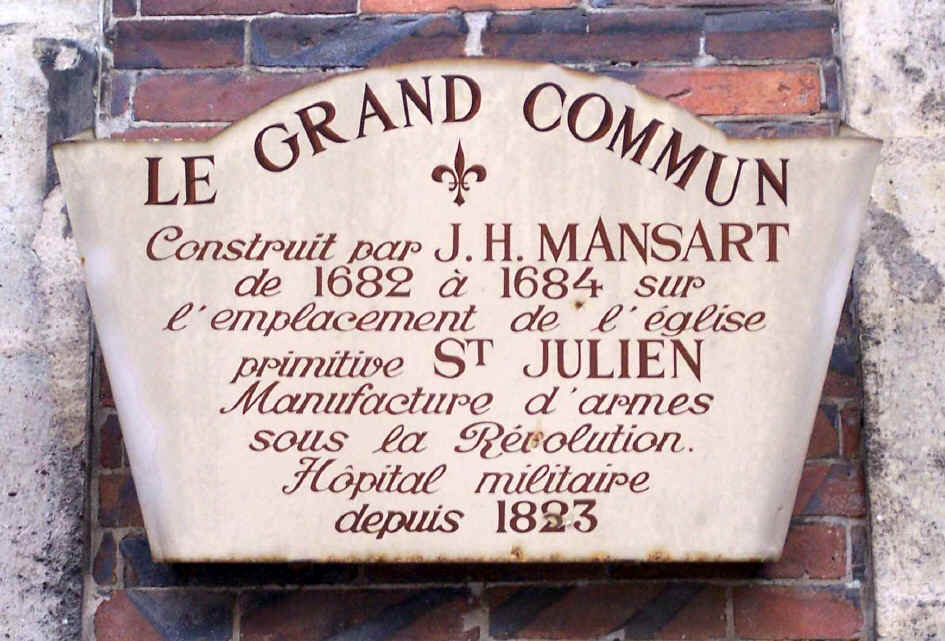 LE GRAND COMMUN
Construit par J.H. MANSART
de 1682 à 1684 sur
l'emplacement de l'église
primitive ST JULIEN
Manufacture d'armes
sous la Révolution.
Hôpital militaire
depuis 1823